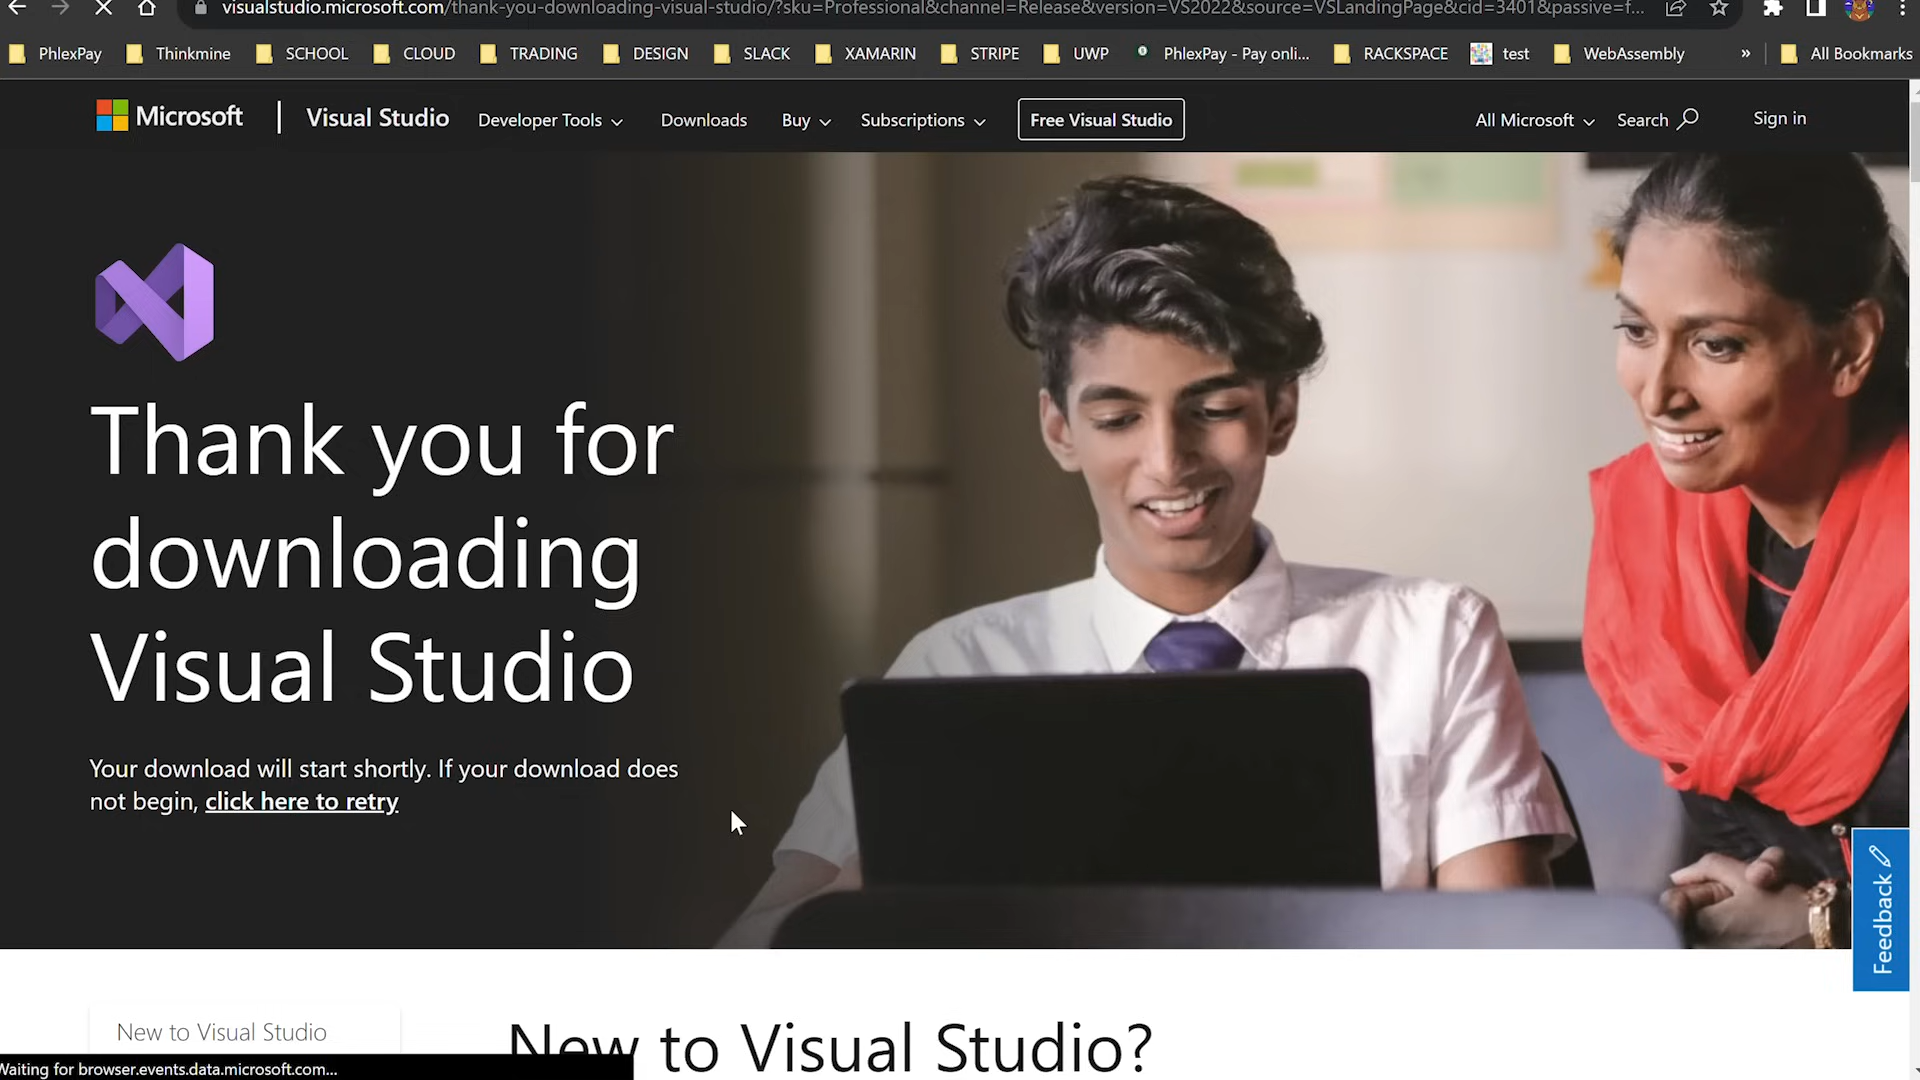 visualstudio.microsoft.com/thank-you-downloading-visual-studio/?sku=Professional&channel=Release&version=VS2022&source=VSLandingPage&cid=3401&passive=f...
PhlexPay Thinkmine SCHOOL CLOUD TRADING DESIGN SLACK XAMARIN STRIPE UWP PhlexPay - Pay onli... RACKSPACE test WebAssembly » All Bookmarks
Microsoft | Visual Studio Developer Tools Downloads Buy Subscriptions Free Visual Studio All Microsoft Search Sign in
Thank you for
downloading
Visual Studio
Your download will start shortly. If your download does
not begin, click here to retry
Feedback
New to Visual Studio
New to Visual Studio?
Waiting for browser.events.data.microsoft.com...